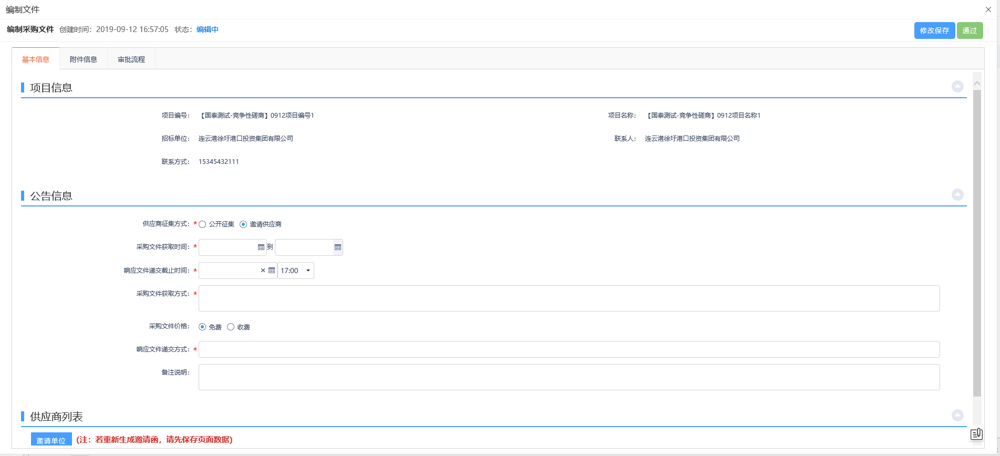 编制文件
编制采购文件 创建时间：2019-09-12 16:57:05 状态：编辑中 修改保存 通过
基本信息 附件信息 审批流程
项目信息
项目编号： 【国泰测试-竞争性磋商】0912项目编号1 项目名称： 【国泰测试-竞争性磋商】0912项目名称1
招标单位： 连云港徐圩港口投资集团有限公司 联系人： 连云港徐圩港口投资集团有限公司
联系方式： 15345432111
公告信息
供应商征集方式： * 公开征集 邀请供应商
采购文件获取时间： * 到
响应文件递交截止时间： * 17:00
采购文件获取方式： *
采购文件价格： 免费 收费
响应文件递交方式： *
备注说明：
供应商列表
邀请单位 (注：若重新生成邀请函，请先保存页面数据)